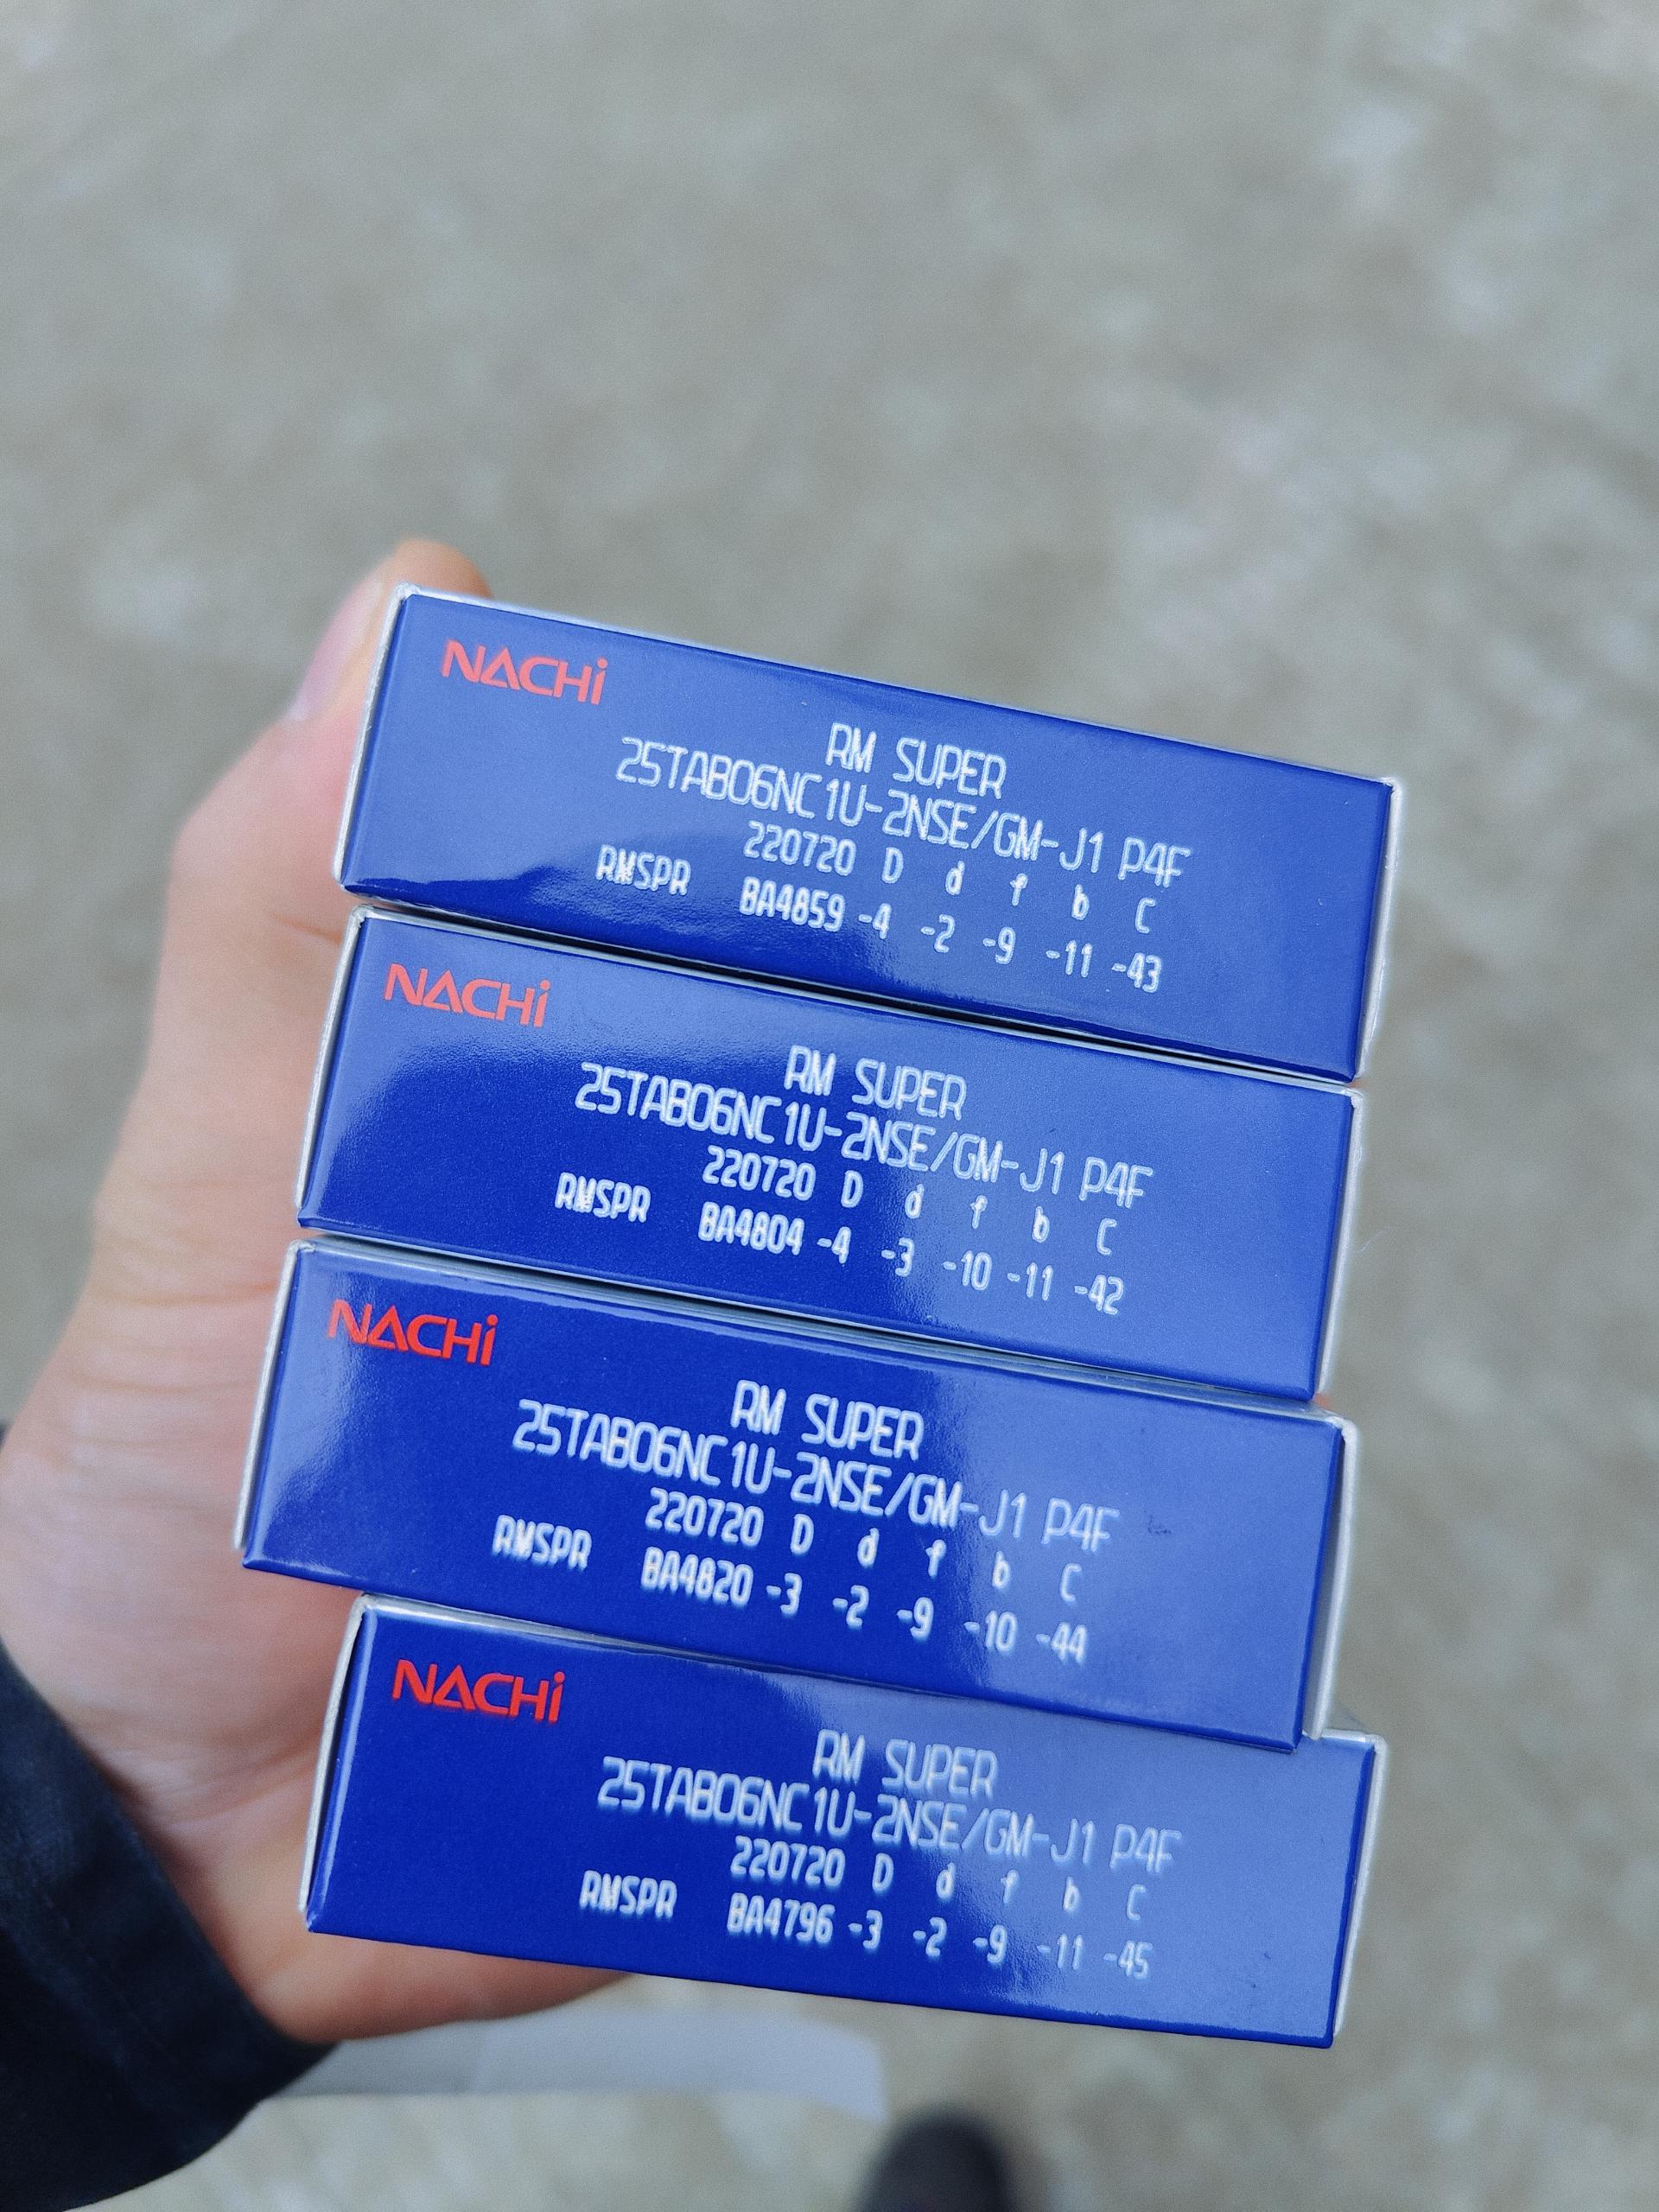 NACHi
RM SUPER
25TAB06NC1U-2NSE/GM-J1 P4F
220720 D d f b C
RMSPR BA4859 -4 -2 -9 -11 -43
NACHi
RM SUPER
25TAB06NC1U-2NSE/GM-J1 P4F
220720 D d f b C
RMSPR BA4804 -4 -3 -10 -11 -42
NACHi
RM SUPER
25TAB06NC1U-2NSE/GM-J1 P4F
220720 D d f b C
RMSPR BA4820 -3 -2 -9 -10 -44
NACHi
RM SUPER
25TAB06NC1U-2NSE/GM-J1 P4F
220720 D d f b C
RMSPR BA4796 -3 -2 -9 -11 -45